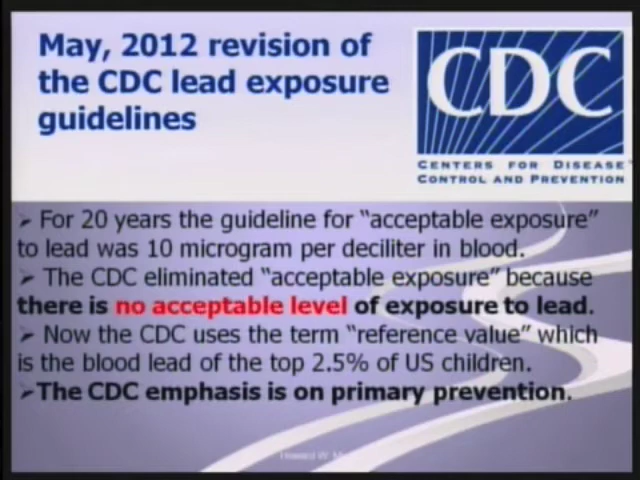 May, 2012 revision of
the CDC lead exposure
guidelines
CDC
CENTERS FOR DISEASE
CONTROL AND PREVENTION
➢ For 20 years the guideline for “acceptable exposure”
to lead was 10 microgram per deciliter in blood.
➢ The CDC eliminated “acceptable exposure” because
there is no acceptable level of exposure to lead.
➢ Now the CDC uses the term “reference value” which
is the blood lead of the top 2.5% of US children.
➢The CDC emphasis is on primary prevention.
Howard W.